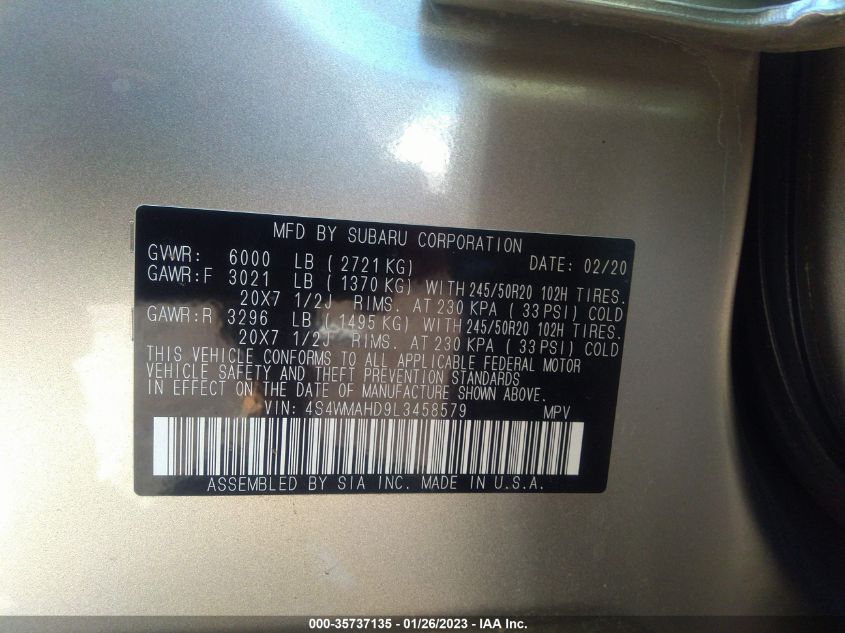 MFD BY SUBARU CORPORATION
GVWR: 6000 LB ( 2721 KG) DATE: 02/20
GAWR:F 3021 LB ( 1370 KG) WITH 245/50R20 102H TIRES.
20X7 1/2J RIMS. AT 230 KPA ( 33 PSI) COLD
GAWR:R 3296 LB ( 1495 KG) WITH 245/50R20 102H TIRES.
20X7 1/2J RIMS. AT 230 KPA ( 33 PSI) COLD
THIS VEHICLE CONFORMS TO ALL APPLICABLE FEDERAL MOTOR
VEHICLE SAFETY AND THEFT PREVENTION STANDARDS
IN EFFECT ON THE DATE OF MANUFACTURE SHOWN ABOVE.
VIN: 4S4WMAHD9L3458579 MPV
ASSEMBLED BY SIA INC. MADE IN U.S.A.
000-35737135 - 01/26/2023 - IAA Inc.